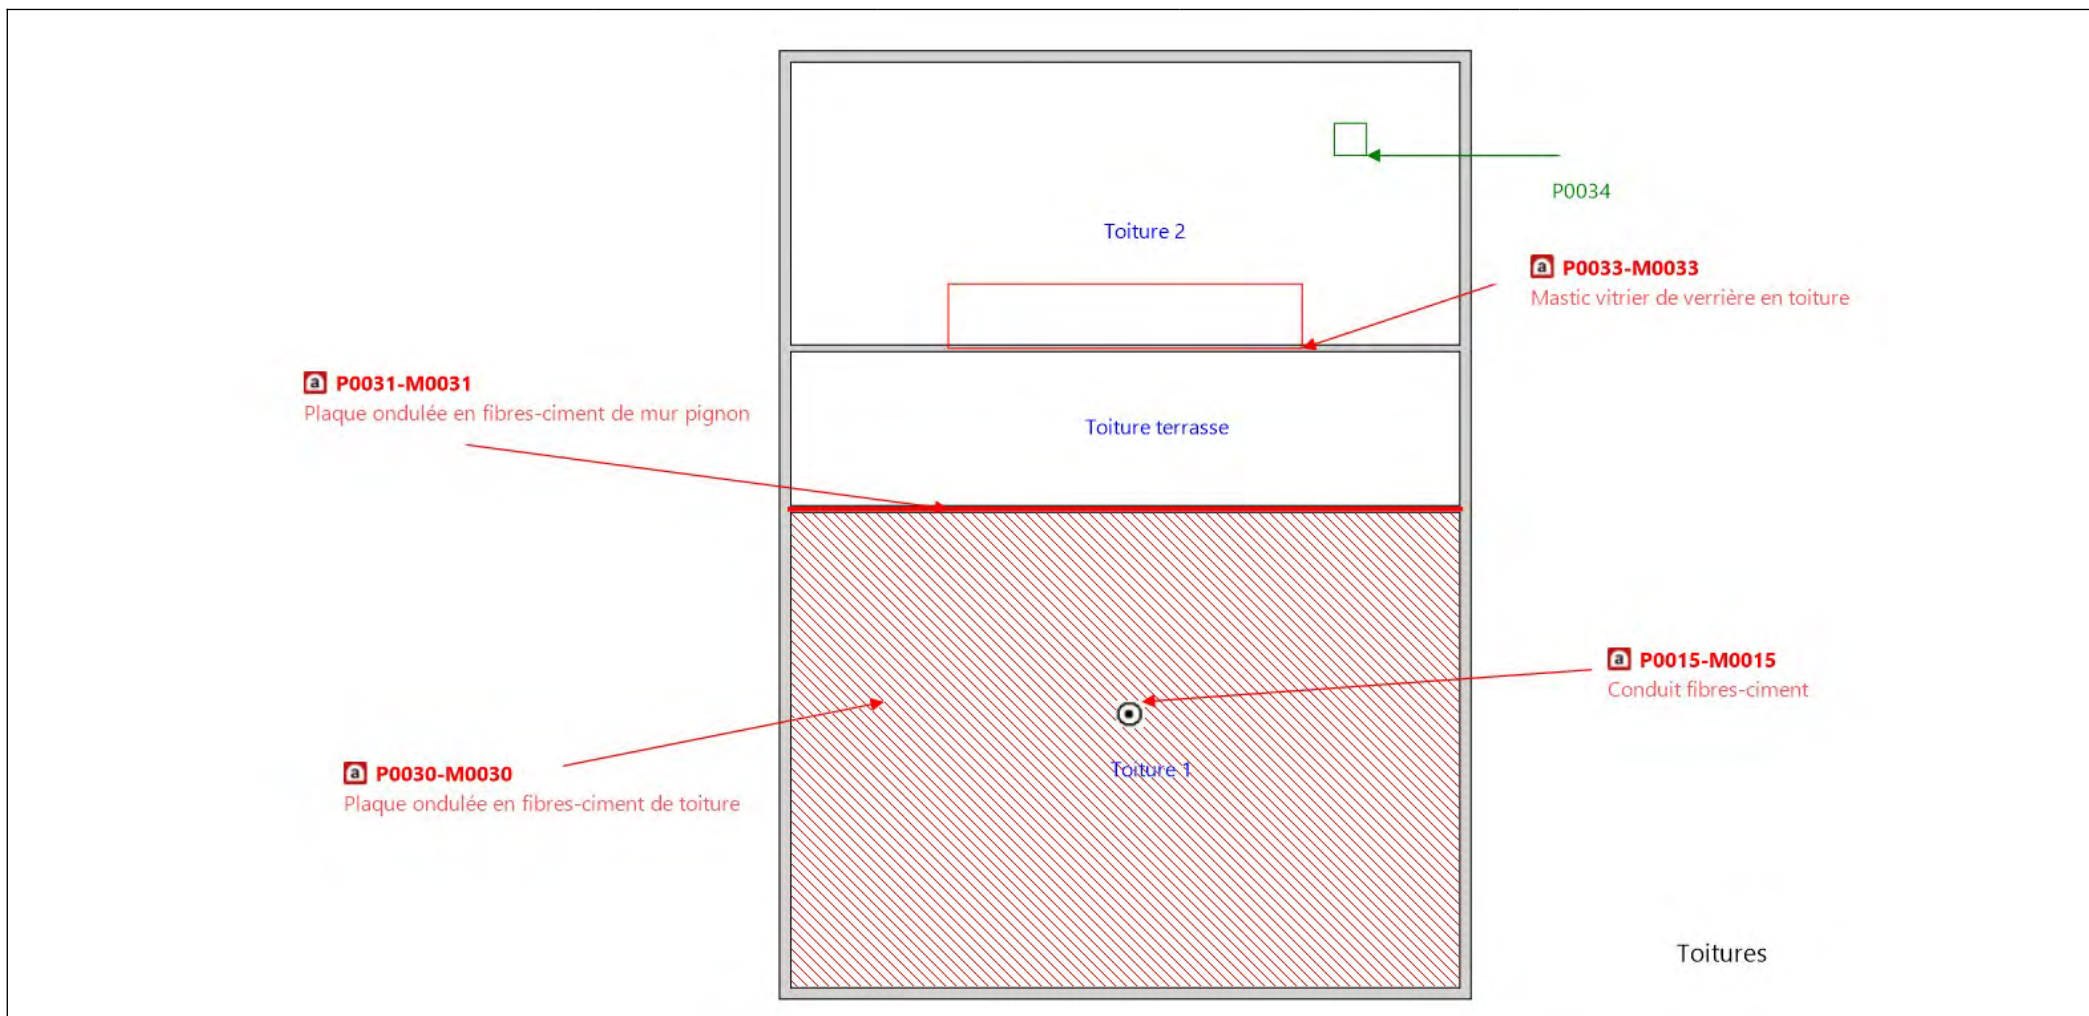 P0034
Toiture 2
a P0033-M0033
Mastic vitrier de verrière en toiture
a P0031-M0031
Plaque ondulée en fibres-ciment de mur pignon
Toiture terrasse
a P0015-M0015
Conduit fibres-ciment
Toiture 1
a P0030-M0030
Plaque ondulée en fibres-ciment de toiture
Toitures